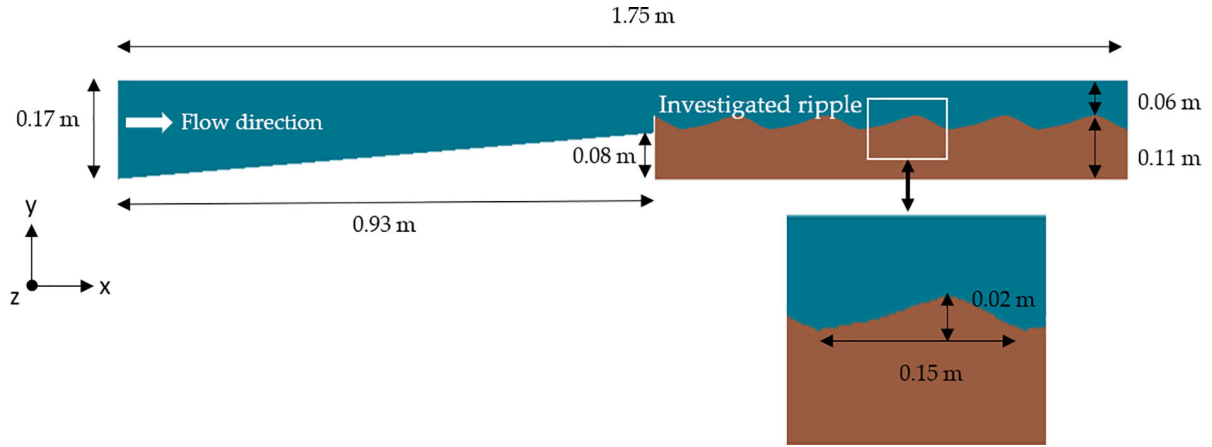 1.75 m
0.17 m
Flow direction
Investigated ripple
0.06 m
0.08 m
0.11 m
0.93 m
y
z
x
0.02 m
0.15 m